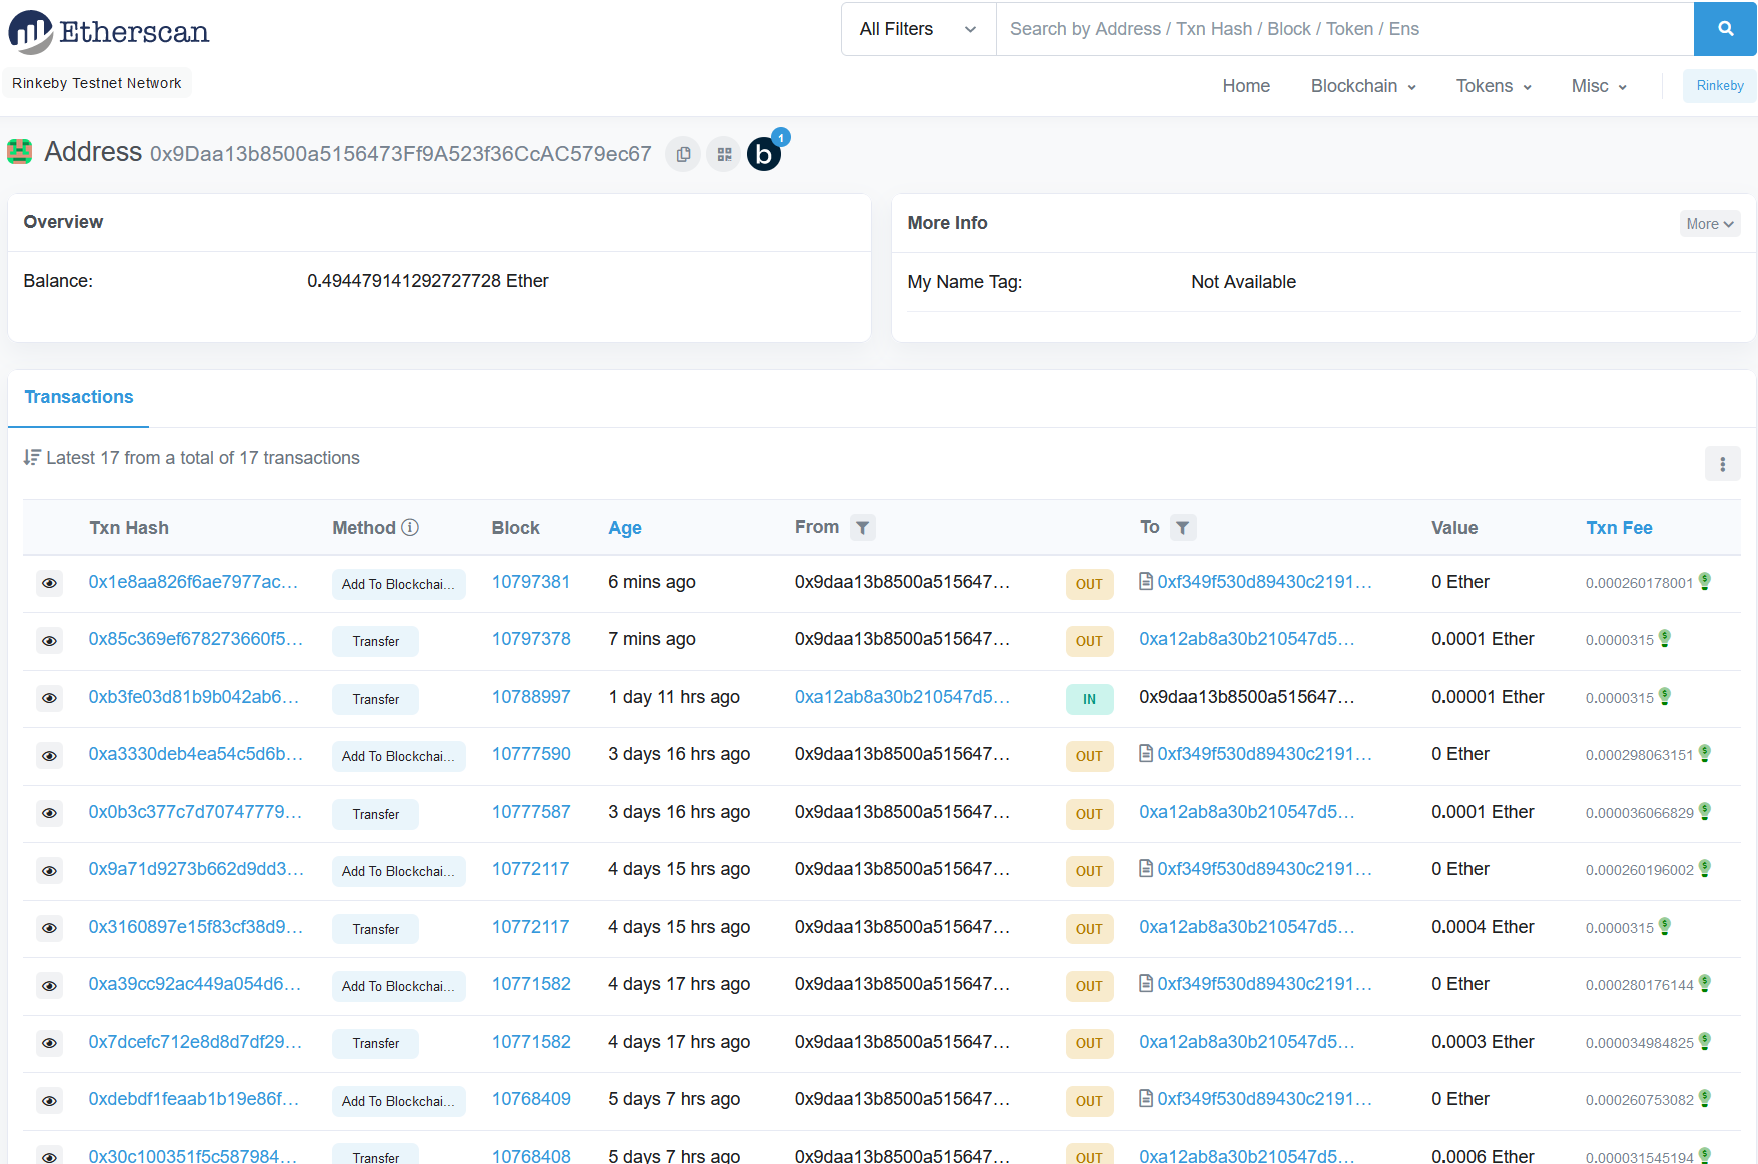 Etherscan
All Filters
Search by Address / Txn Hash / Block / Token / Ens
Rinkeby Testnet Network
Home Blockchain Tokens Misc Rinkeby
Address 0x9Daa13b8500a5156473Ff9A523f36CcAC579ec67 b 1
Overview
Balance: 0.494479141292727728 Ether
More Info More
My Name Tag: Not Available
Transactions
Latest 17 from a total of 17 transactions
Txn Hash Method Block Age From To Value Txn Fee
0x1e8aa826f6ae7977ac... Add To Blockchai... 10797381 6 mins ago 0x9daa13b8500a515647... OUT 0xf349f530d89430c2191... 0 Ether 0.000260178001
0x85c369ef678273660f5... Transfer 10797378 7 mins ago 0x9daa13b8500a515647... OUT 0xa12ab8a30b210547d5... 0.0001 Ether 0.0000315
0xb3fe03d81b9b042ab6... Transfer 10788997 1 day 11 hrs ago 0xa12ab8a30b210547d5... IN 0x9daa13b8500a515647... 0.00001 Ether 0.0000315
0xa3330deb4ea54c5d6b... Add To Blockchai... 10777590 3 days 16 hrs ago 0x9daa13b8500a515647... OUT 0xf349f530d89430c2191... 0 Ether 0.000298063151
0x0b3c377c7d70747779... Transfer 10777587 3 days 16 hrs ago 0x9daa13b8500a515647... OUT 0xa12ab8a30b210547d5... 0.0001 Ether 0.000036066829
0x9a71d9273b662d9dd3... Add To Blockchai... 10772117 4 days 15 hrs ago 0x9daa13b8500a515647... OUT 0xf349f530d89430c2191... 0 Ether 0.000260196002
0x3160897e15f83cf38d9... Transfer 10772117 4 days 15 hrs ago 0x9daa13b8500a515647... OUT 0xa12ab8a30b210547d5... 0.0004 Ether 0.0000315
0xa39cc92ac449a054d6... Add To Blockchai... 10771582 4 days 17 hrs ago 0x9daa13b8500a515647... OUT 0xf349f530d89430c2191... 0 Ether 0.000280176144
0x7dcefc712e8d8d7df29... Transfer 10771582 4 days 17 hrs ago 0x9daa13b8500a515647... OUT 0xa12ab8a30b210547d5... 0.0003 Ether 0.000034984825
0xdebdf1feaab1b19e86f... Add To Blockchai... 10768409 5 days 7 hrs ago 0x9daa13b8500a515647... OUT 0xf349f530d89430c2191... 0 Ether 0.000260753082
0x30c100351f5c587984... Transfer 10768408 5 days 7 hrs ago 0x9daa13b8500a515647... OUT 0xa12ab8a30b210547d5... 0.0006 Ether 0.000031545194